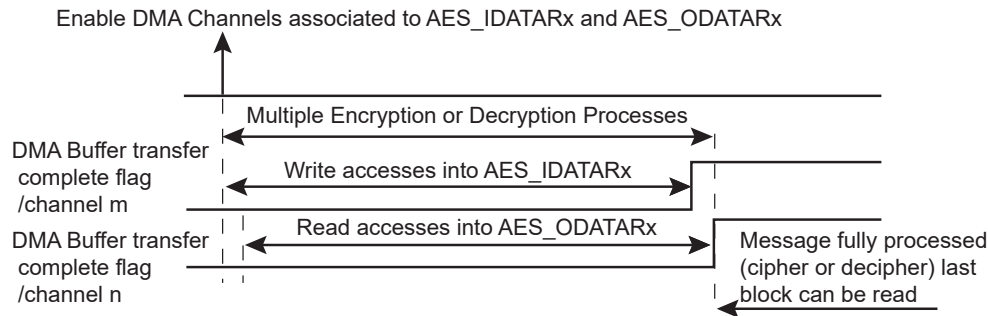 Enable DMA Channels associated to AES_IDATARx and AES_ODATARx
Multiple Encryption or Decryption Processes
DMA Buffer transfer
complete flag
/channel m
Write accesses into AES_IDATARx
DMA Buffer transfer
complete flag
/channel n
Read accesses into AES_ODATARx
Message fully processed
(cipher or decipher) last
block can be read